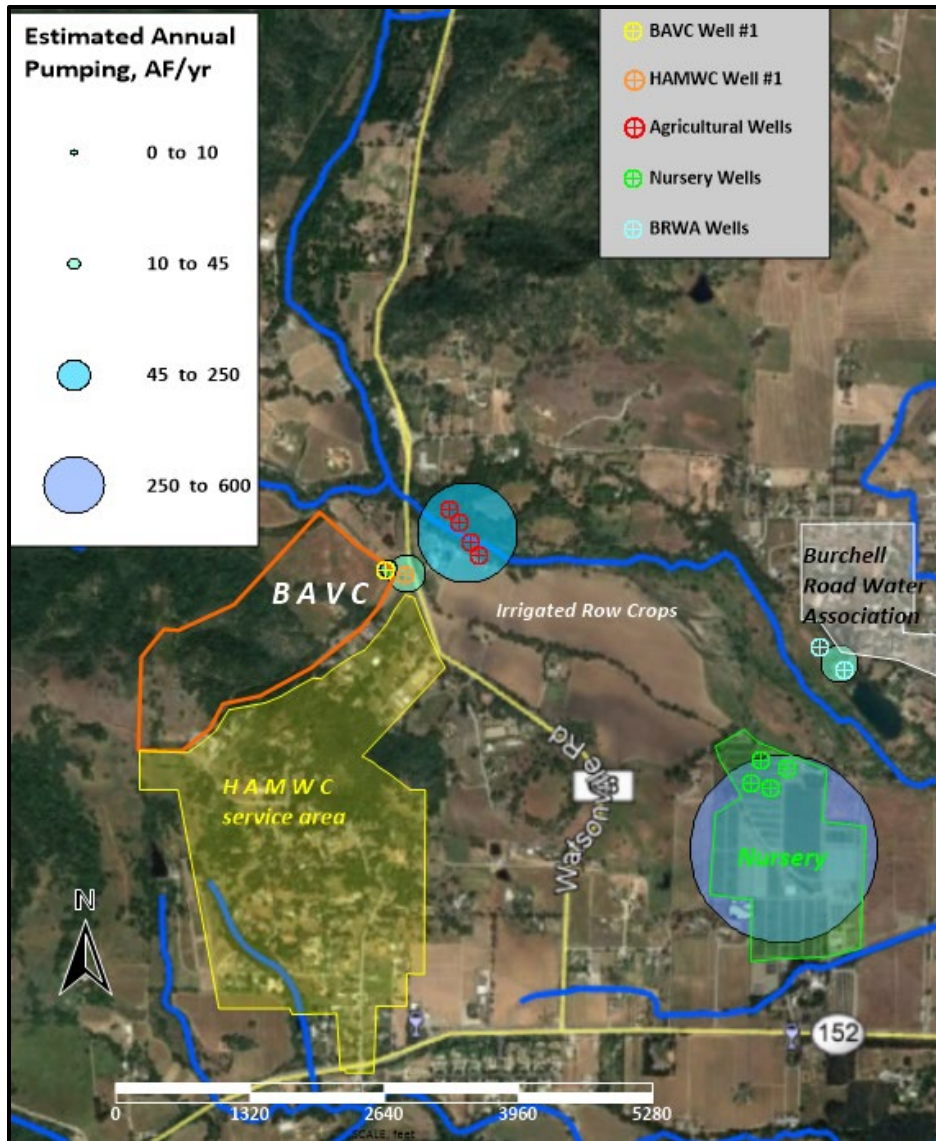 Estimated Annual
Pumping, AF/yr
0 to 10
10 to 45
45 to 250
250 to 600
BAVC Well #1
HAMWC Well #1
Agricultural Wells
Nursery Wells
BRWA Wells
B A V C
Irrigated Row Crops
Burchell
Road Water
Association
H A M W C
service area
Watsonville Rd
Nursery
N
152
0 1320 2640 3960 5280
SCALE, feet